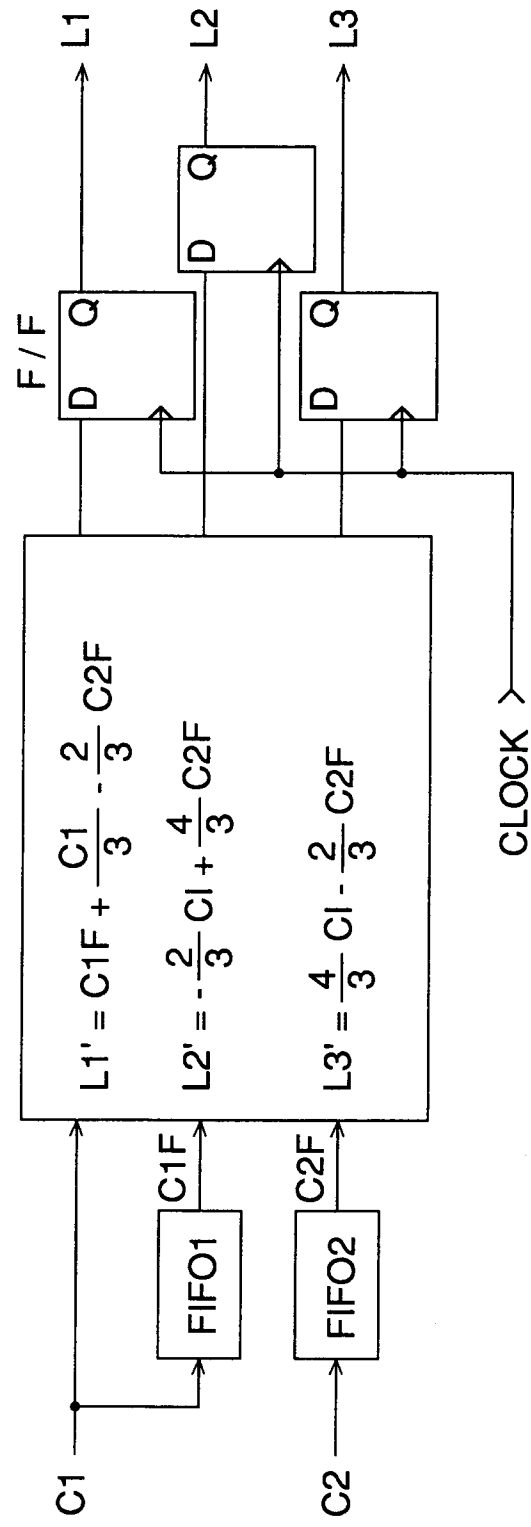 C1
C2
FIFO1
FIFO2
C1F
C2F
L1' = C1F + C1/3 - 2/3 C2F
L2' = - 2/3 CI + 4/3 C2F
L3' = 4/3 CI - 2/3 C2F
F / F
D Q
D Q
D Q
L1
L2
L3
CLOCK